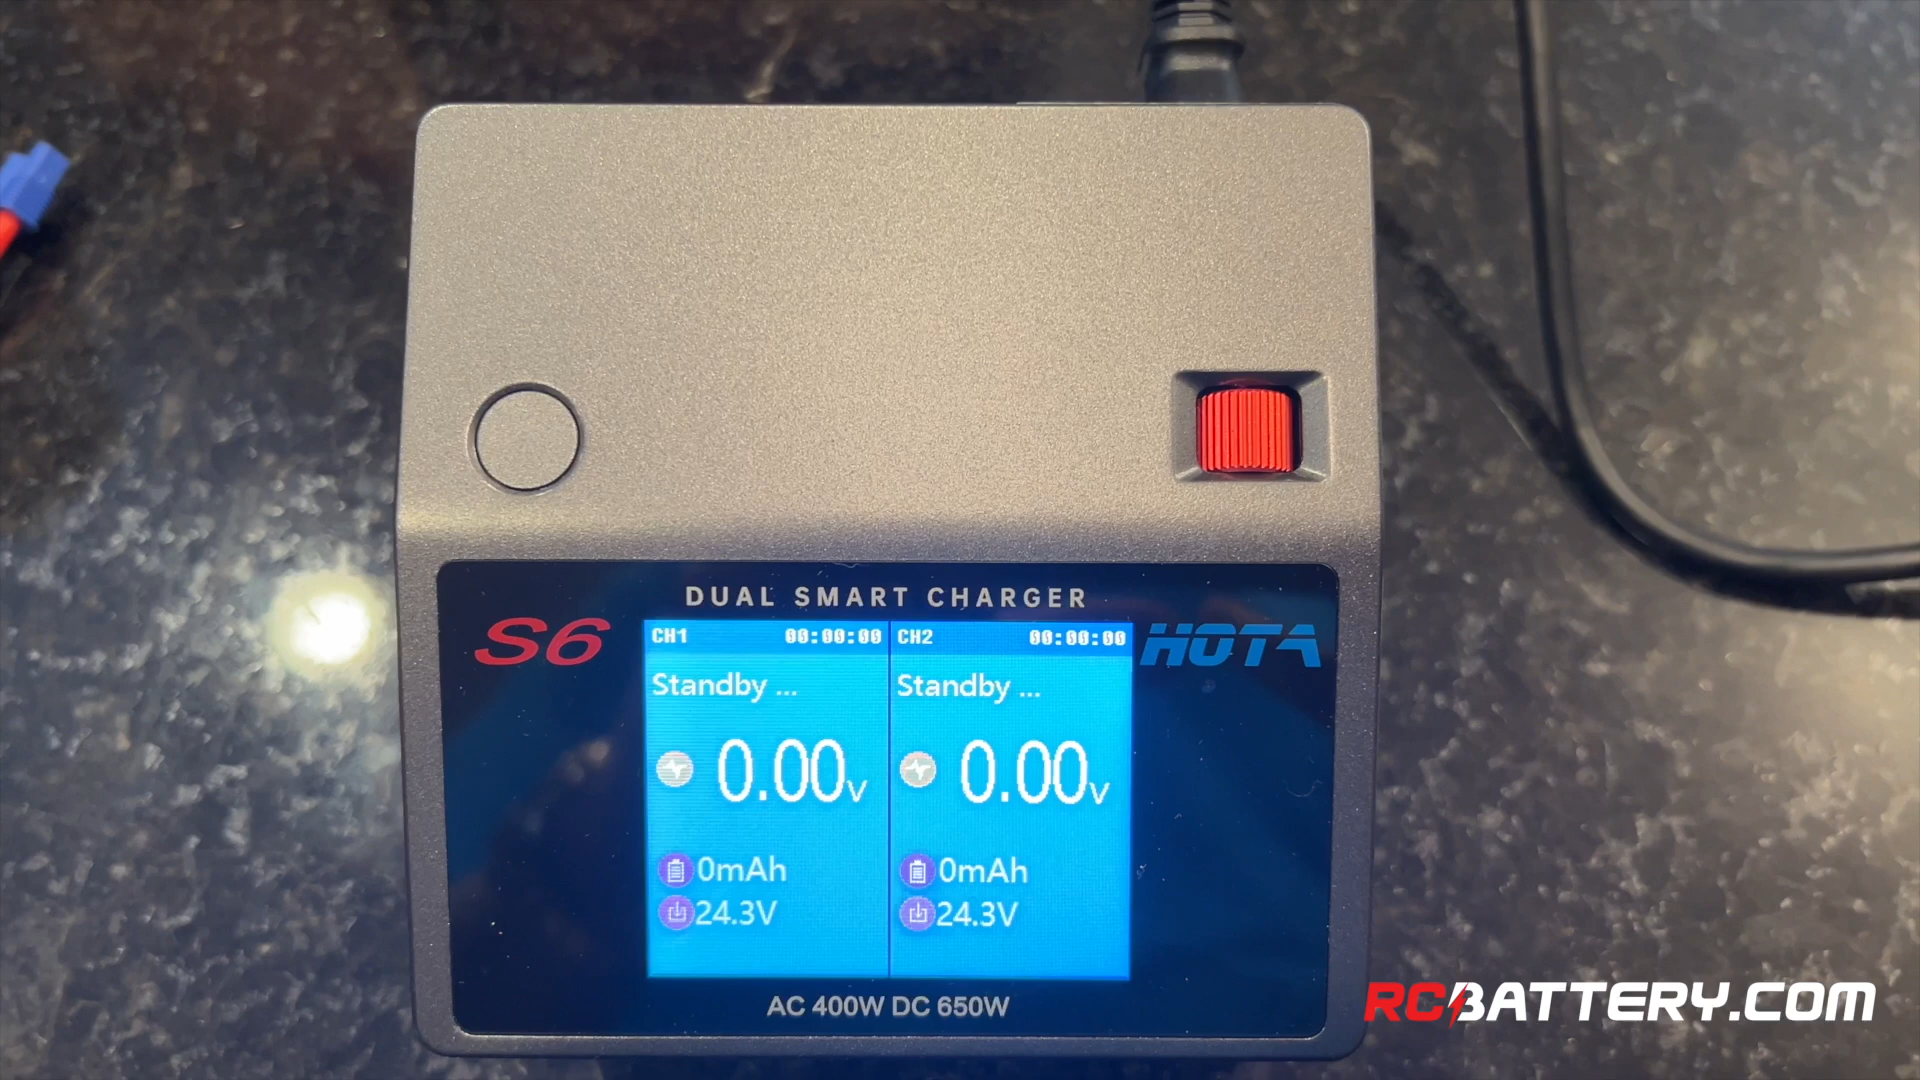 DUAL SMART CHARGER
S6
HOTA
CH1 00:00:00
Standby ...
0.00v
0mAh
24.3V
CH2 00:00:00
Standby ...
0.00v
0mAh
24.3V
AC 400W DC 650W
RCBATTERY.COM